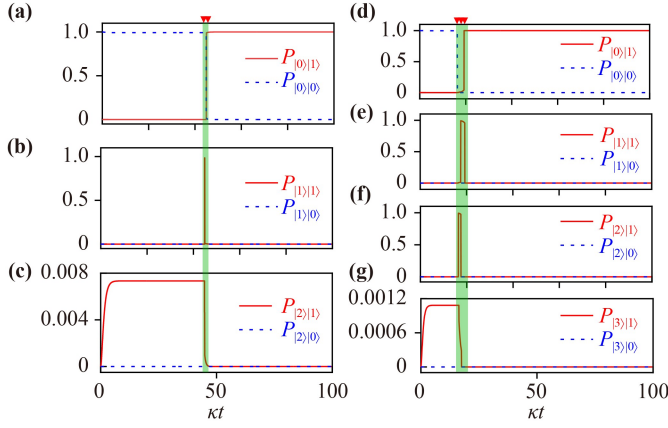 (a)
1.0
0.5
0
P|0⟩|1⟩
P|0⟩|0⟩
(b)
1.0
0.5
0
P|1⟩|1⟩
P|1⟩|0⟩
(c)
0.008
0.004
0
P|2⟩|1⟩
P|2⟩|0⟩
0 50 100
κt
(d)
1.0
0.5
0
P|0⟩|1⟩
P|0⟩|0⟩
(e)
1.0
0.5
0
P|1⟩|1⟩
P|1⟩|0⟩
(f)
1.0
0.5
0
P|2⟩|1⟩
P|2⟩|0⟩
(g)
0.0012
0.0006
0
P|3⟩|1⟩
P|3⟩|0⟩
0 50 100
κt